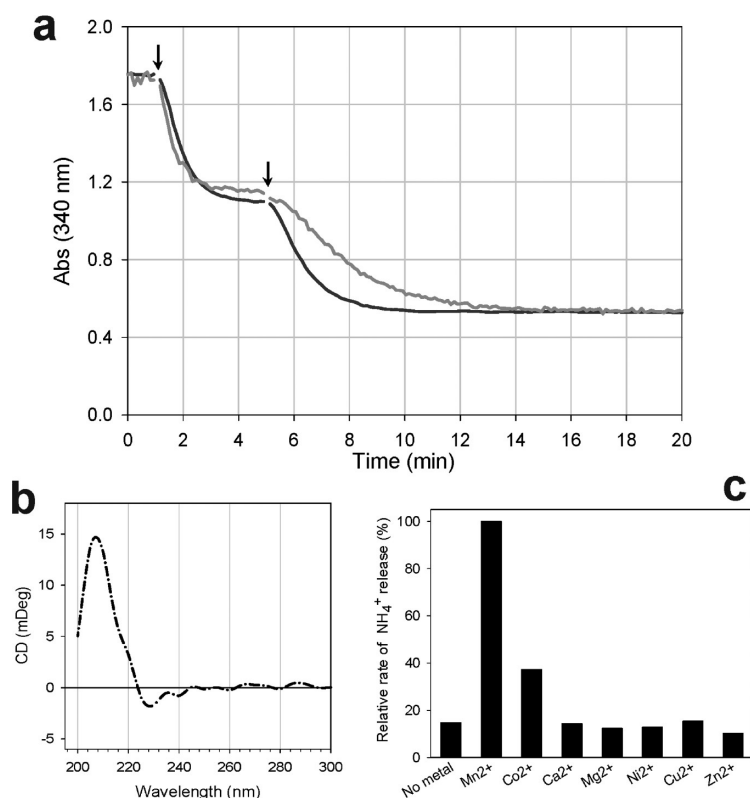 a
2.0
1.6
1.2
0.8
0.4
0.0
Abs (340 nm)
0 2 4 6 8 10 12 14 16 18 20
Time (min)
b
15
10
5
0
-5
CD (mDeg)
200 220 240 260 280 300
Wavelength (nm)
c
100
80
60
40
20
0
Relative rate of NH4+ release (%)
No metal Mn2+ Co2+ Ca2+ Mg2+ Ni2+ Cu2+ Zn2+